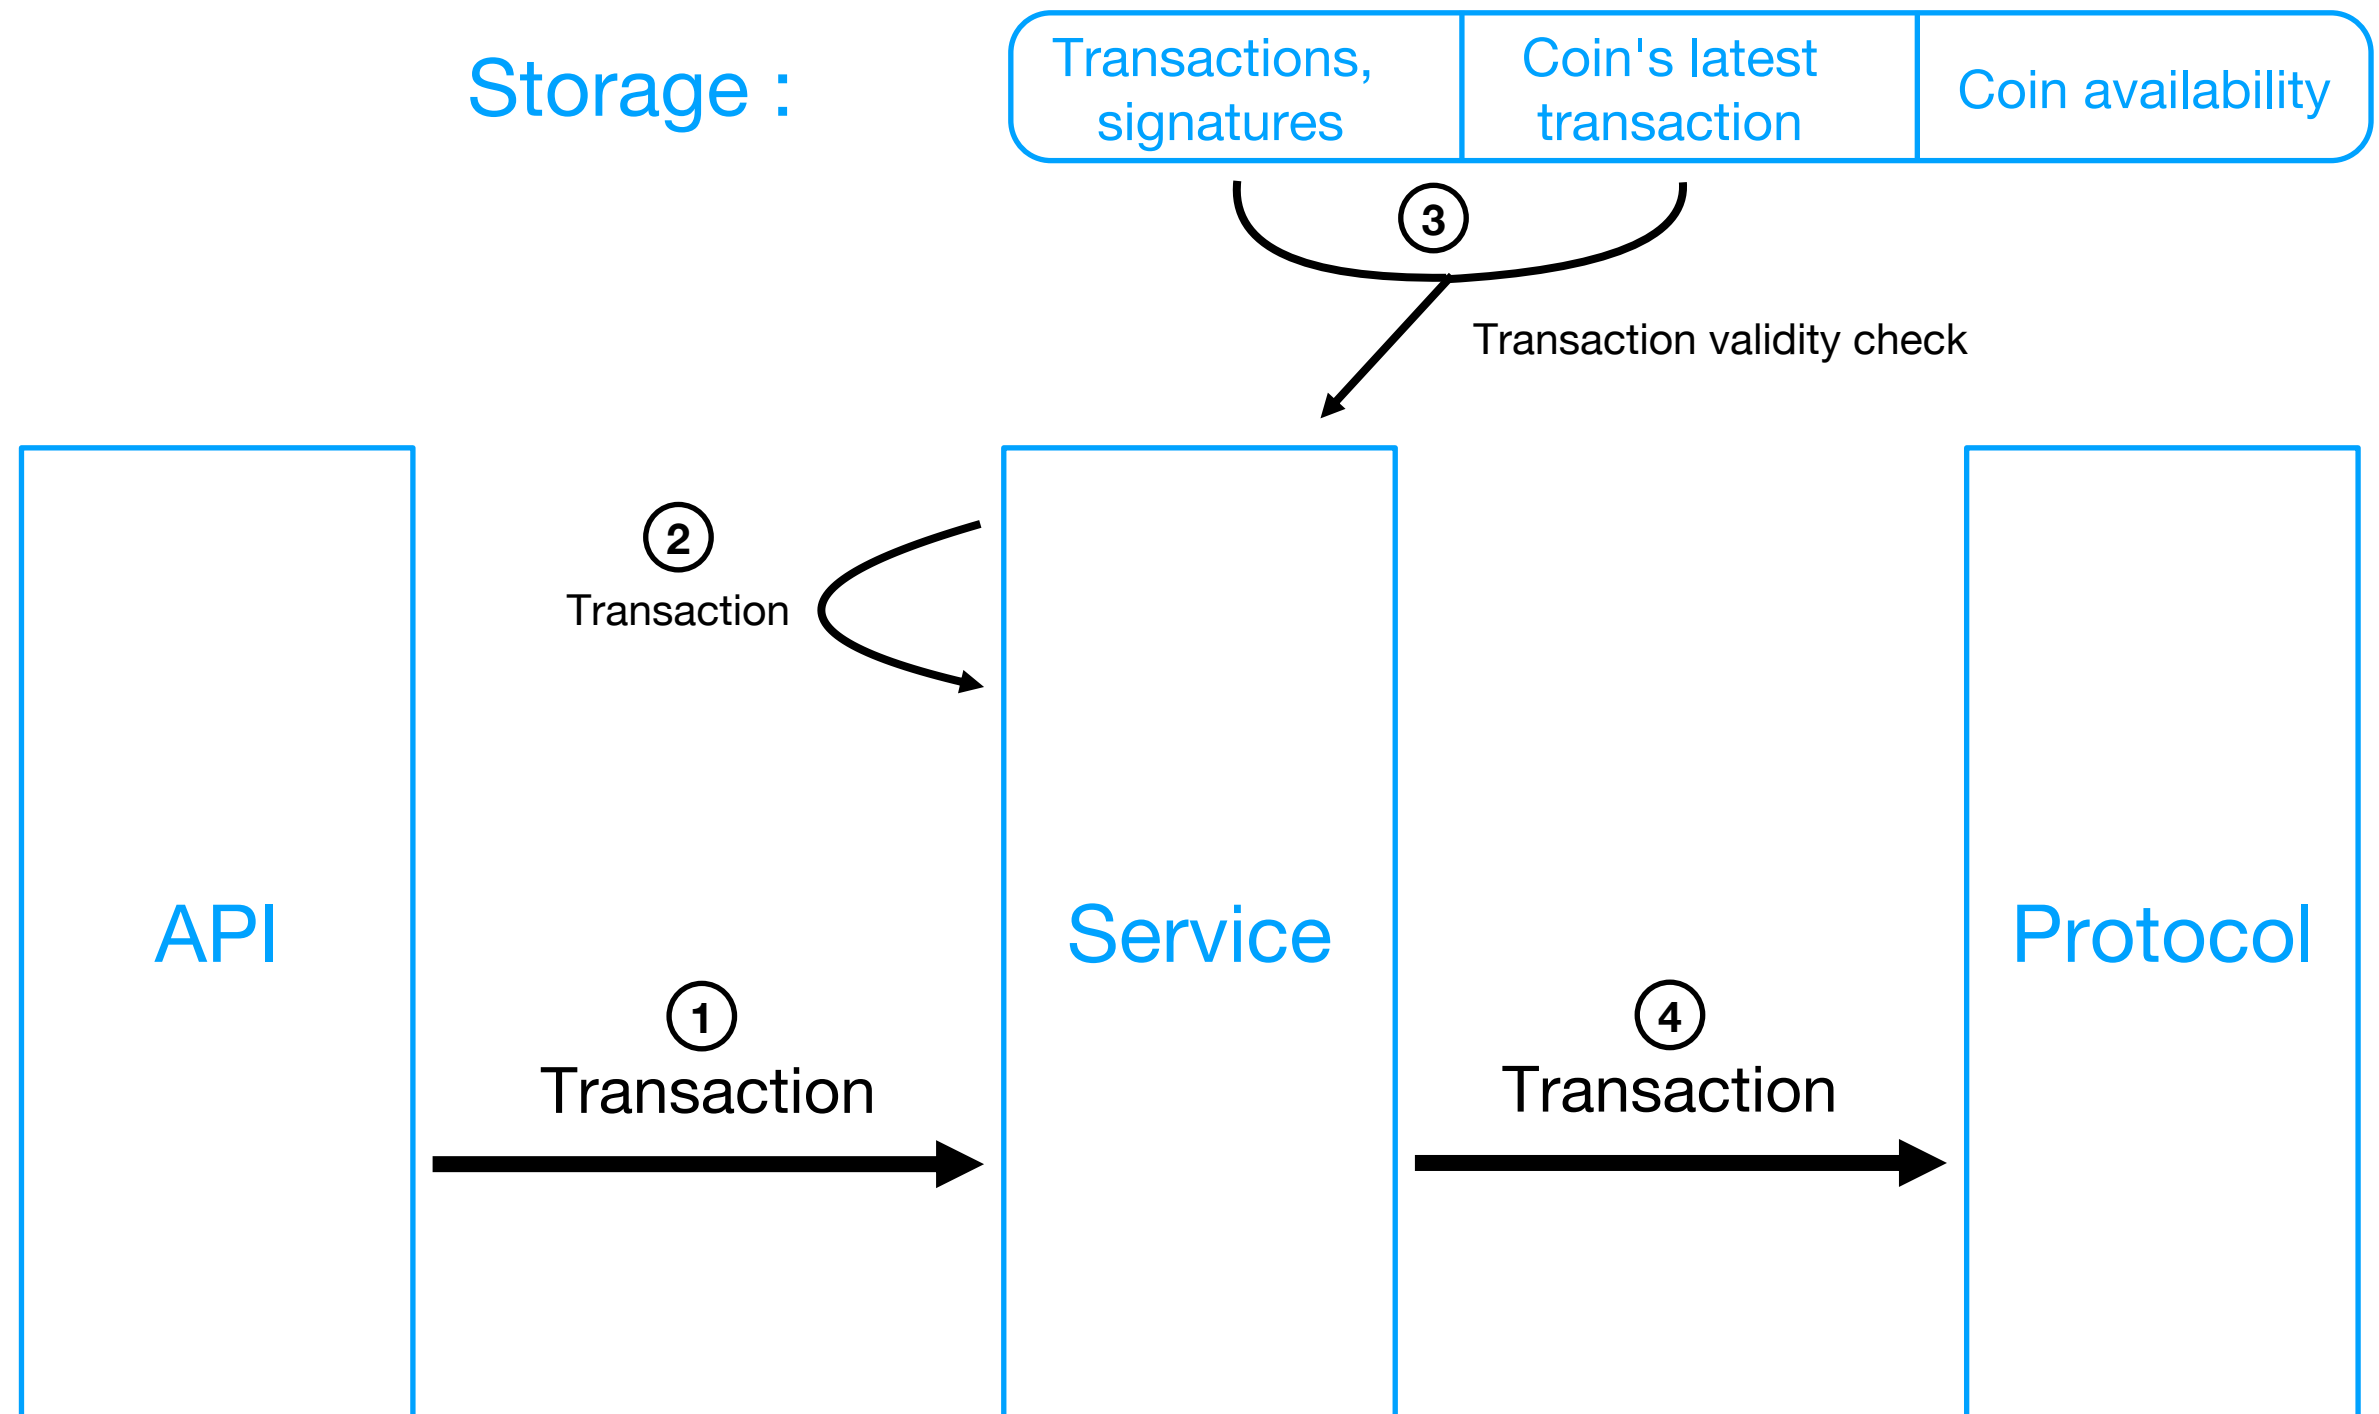 Storage :
Transactions,
signatures
Coin's latest
transaction
Coin availability
3
Transaction validity check
2
Transaction
API
Service
Protocol
1
Transaction
4
Transaction